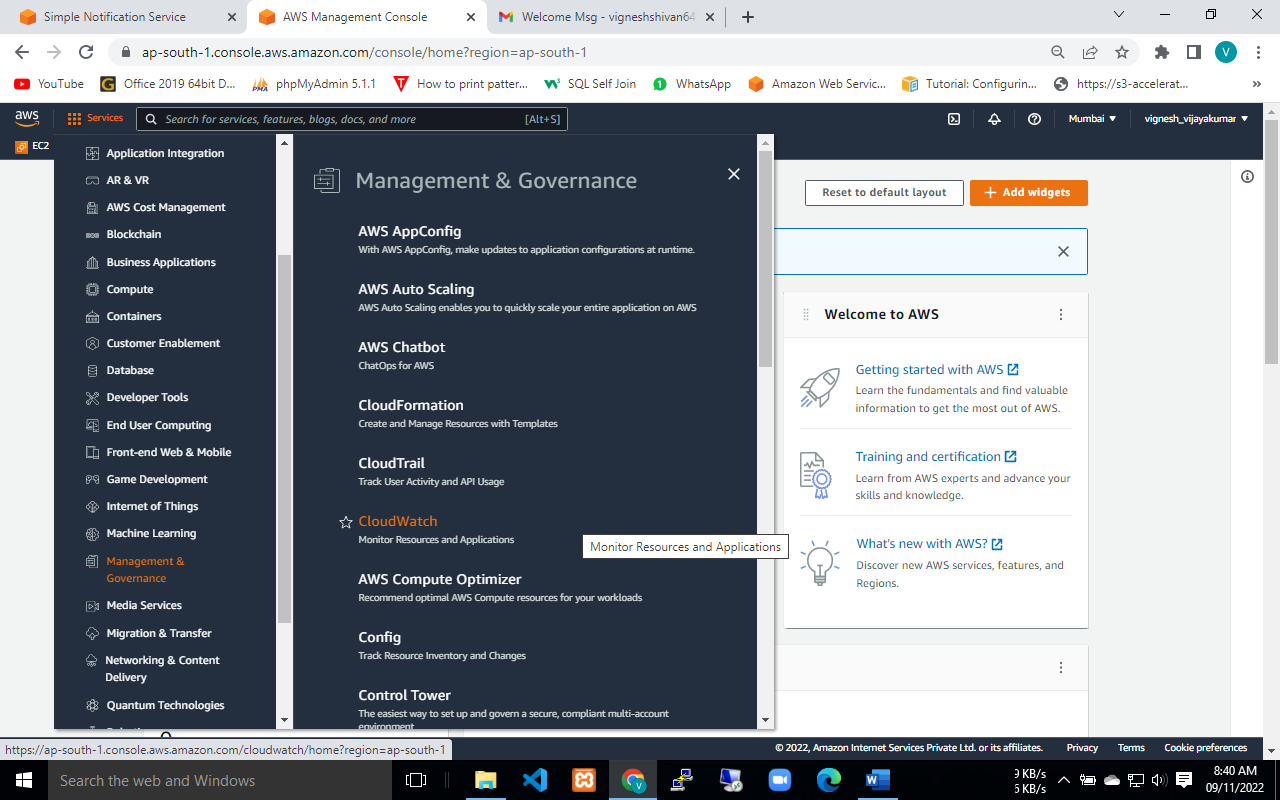 Simple Notification Service
AWS Management Console
Welcome Msg - vigneshshivan64
ap-south-1.console.aws.amazon.com/console/home?region=ap-south-1
V
YouTube
Office 2019 64bit D...
phpMyAdmin 5.1.1
How to print patter...
SQL Self Join
WhatsApp
Amazon Web Servic...
Tutorial: Configurin...
https://s3-accelerat...
aws
Services
Search for services, features, blogs, docs, and more
[Alt+S]
Mumbai
vignesh_vijayakumar
EC2
Application Integration
AR & VR
AWS Cost Management
Blockchain
Business Applications
Compute
Containers
Customer Enablement
Database
Developer Tools
End User Computing
Front-end Web & Mobile
Game Development
Internet of Things
Machine Learning
Management &
Governance
Media Services
Migration & Transfer
Networking & Content
Delivery
Quantum Technologies
Management & Governance
AWS AppConfig
With AWS AppConfig, make updates to application configurations at runtime.
AWS Auto Scaling
AWS Auto Scaling enables you to quickly scale your entire application on AWS
AWS Chatbot
ChatOps for AWS
CloudFormation
Create and Manage Resources with Templates
CloudTrail
Track User Activity and API Usage
CloudWatch
Monitor Resources and Applications
Monitor Resources and Applications
AWS Compute Optimizer
Recommend optimal AWS Compute resources for your workloads
Config
Track Resource Inventory and Changes
Control Tower
The easiest way to set up and govern a secure, compliant multi-account
environment
Reset to default layout
Add widgets
Welcome to AWS
Getting started with AWS
Learn the fundamentals and find valuable
information to get the most out of AWS.
Training and certification
Learn from AWS experts and advance your
skills and knowledge.
What's new with AWS?
Discover new AWS services, features, and
Regions.
https://ap-south-1.console.aws.amazon.com/cloudwatch/home?region=ap-south-1
© 2022, Amazon Internet Services Private Ltd. or its affiliates.
Privacy
Terms
Cookie preferences
Search the web and Windows
9 KB/s
KB/s
8:40 AM
09/11/2022